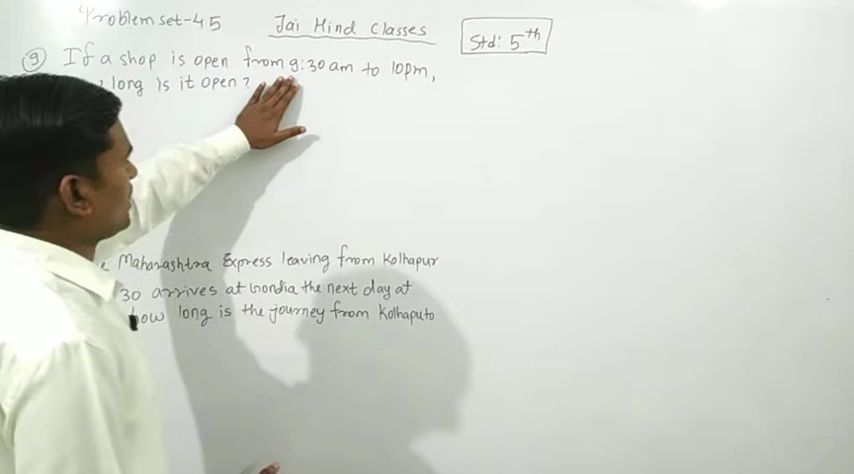 Problem set-45
Jai Hind Classes
Std: 5th
9 If a shop is open from 9:30 am to 10pm,
long is it open?
Maharashtra Express leaving from Kolhapur
30 arrives at Gondia the next day at
how long is the journey from Kolhaputo